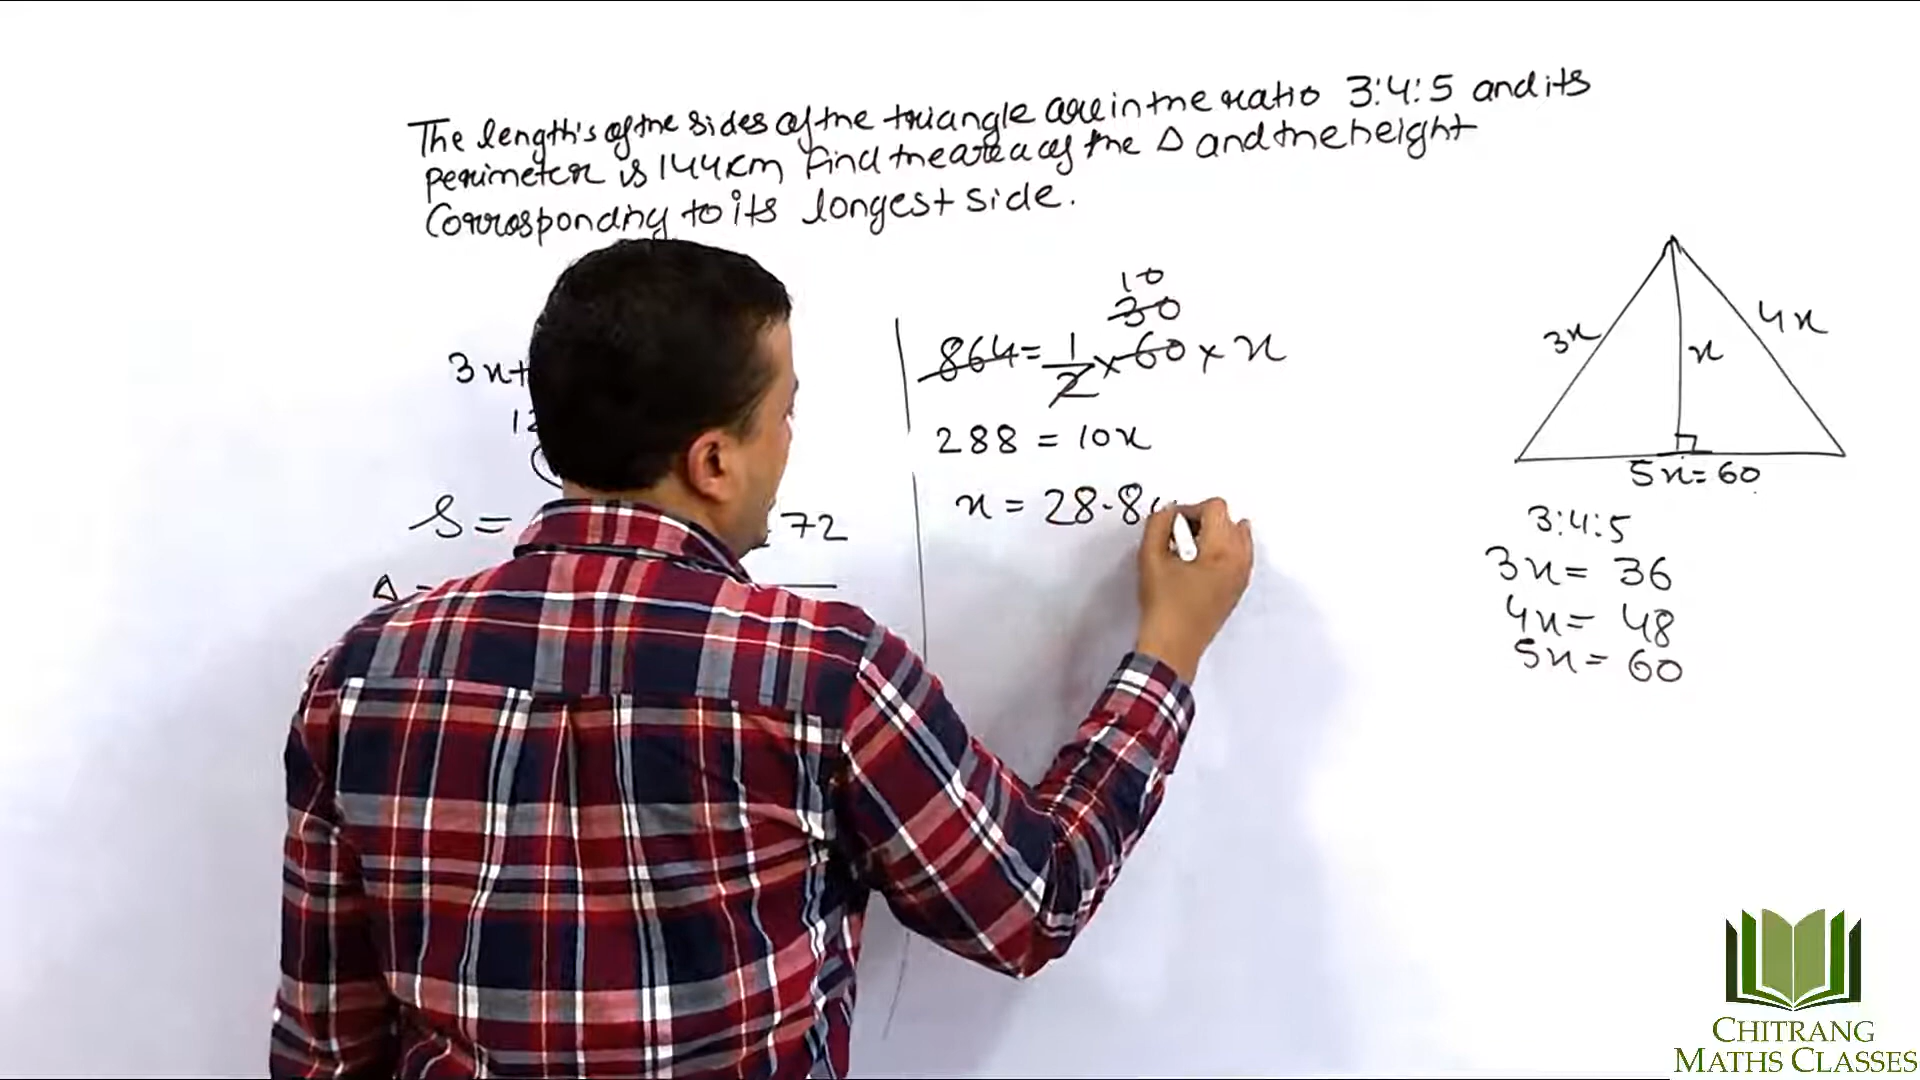 The length's of the sides of the triangle are in the ratio 3:4:5 and its
perimeter is 144cm find the area of the Δ and the height
Corrosponding to its longest side.
3x+
12
S = 72
Δ =
10
30
864 = 1/2 × 60 × x
288 = 10x
x = 28.8
3x
4x
x
5x = 60
3:4:5
3x = 36
4x = 48
5x = 60
CHITRANG
MATHS CLASSES